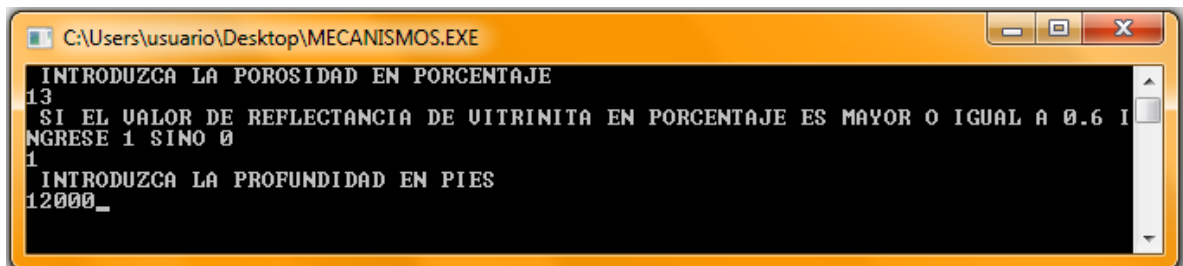 C:\Users\usuario\Desktop\MECANISMOS.EXE
INTRODUZCA LA POROSIDAD EN PORCENTAJE
13
SI EL VALOR DE REFLECTANCIA DE VITRINITA EN PORCENTAJE ES MAYOR O IGUAL A 0.6 I
NGRESE 1 SINO 0
1
INTRODUZCA LA PROFUNDIDAD EN PIES
12000_